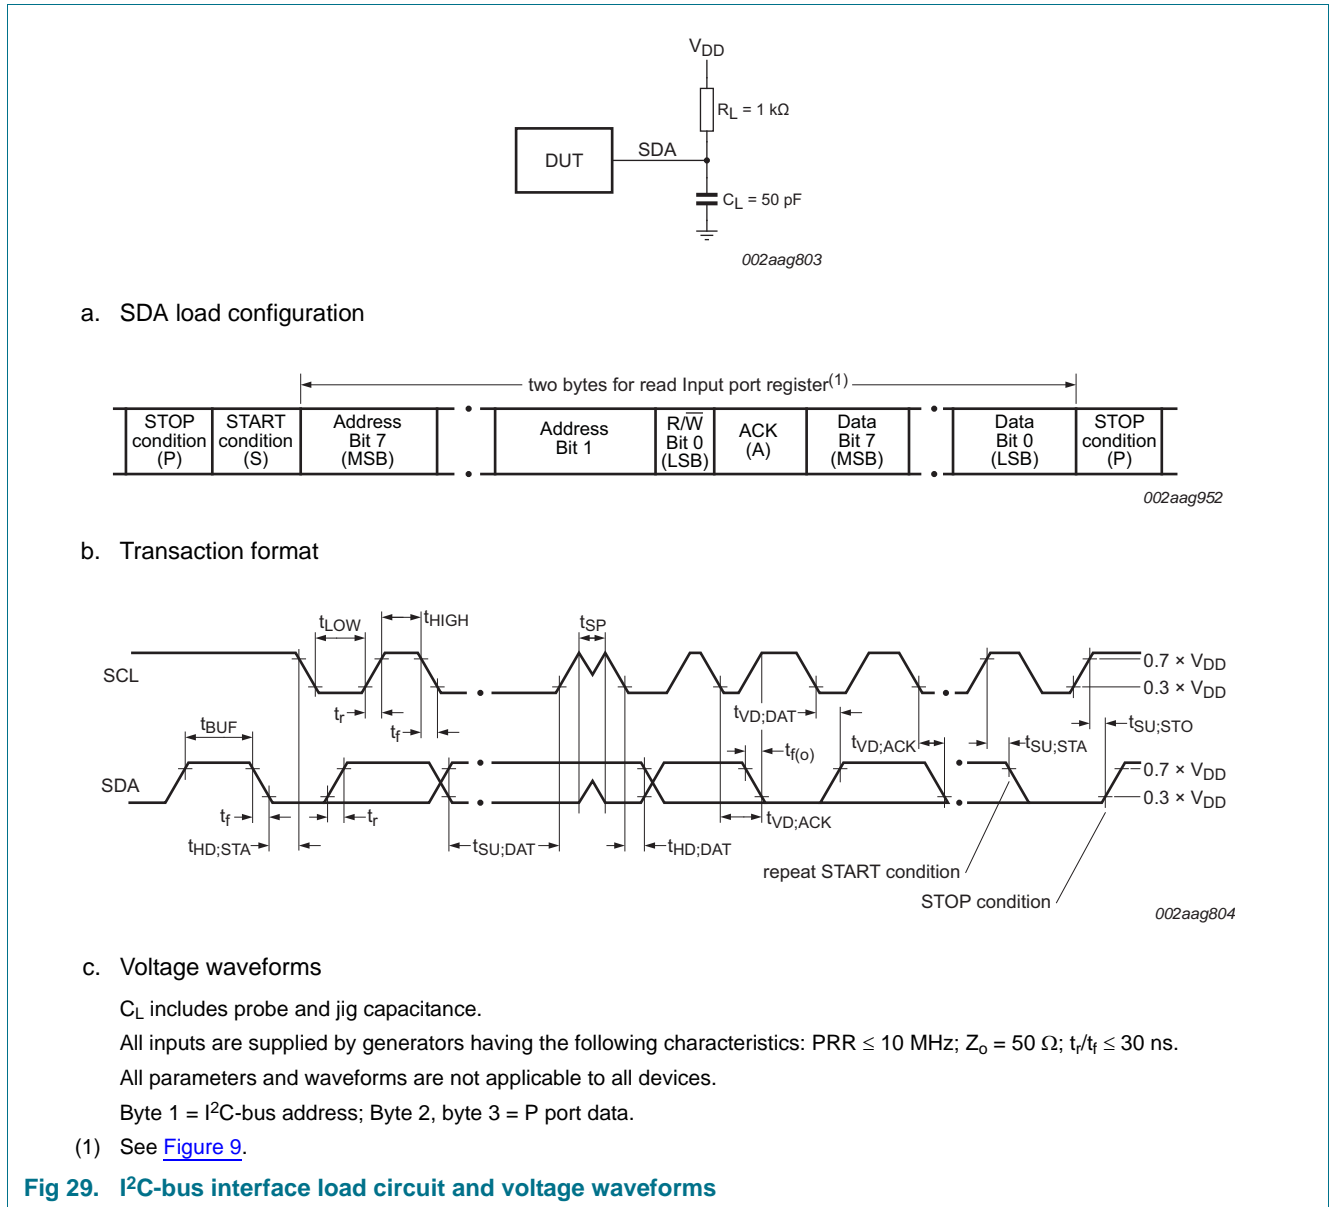 VDD
RL = 1 kΩ
DUT
SDA
CL = 50 pF
002aag803
a. SDA load configuration
two bytes for read Input port register(1)
STOP condition (P)
START condition (S)
Address Bit 7 (MSB)
Address Bit 1
R/W̅ Bit 0 (LSB)
ACK (A)
Data Bit 7 (MSB)
Data Bit 0 (LSB)
STOP condition (P)
002aag952
b. Transaction format
tLOW
tHIGH
tSP
SCL
0.7 × VDD
0.3 × VDD
tr
tf
tVD;DAT
tBUF
tf(o)
tVD;ACK
tSU;STA
tSU;STO
SDA
0.7 × VDD
0.3 × VDD
tf
tr
tVD;ACK
tHD;STA
tSU;DAT
tHD;DAT
repeat START condition
STOP condition
002aag804
c. Voltage waveforms
CL includes probe and jig capacitance.
All inputs are supplied by generators having the following characteristics: PRR ≤ 10 MHz; Zo = 50 Ω; tr/tf ≤ 30 ns.
All parameters and waveforms are not applicable to all devices.
Byte 1 = I2C-bus address; Byte 2, byte 3 = P port data.
(1) See Figure 9.
Fig 29. I2C-bus interface load circuit and voltage waveforms